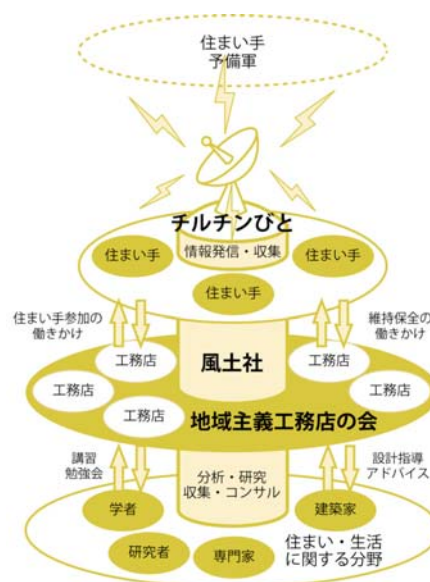 住まい手
予備軍
チルチンびと
情報発信・収集
住まい手
住まい手
住まい手
住まい手参加の
働きかけ
維持保全の
働きかけ
風土社
工務店
工務店
工務店
工務店
工務店
地域主義工務店の会
講習
勉強会
分析・研究
収集・コンサル
設計指導
アドバイス
学者
建築家
研究者
専門家
住まい・生活
に関する分野